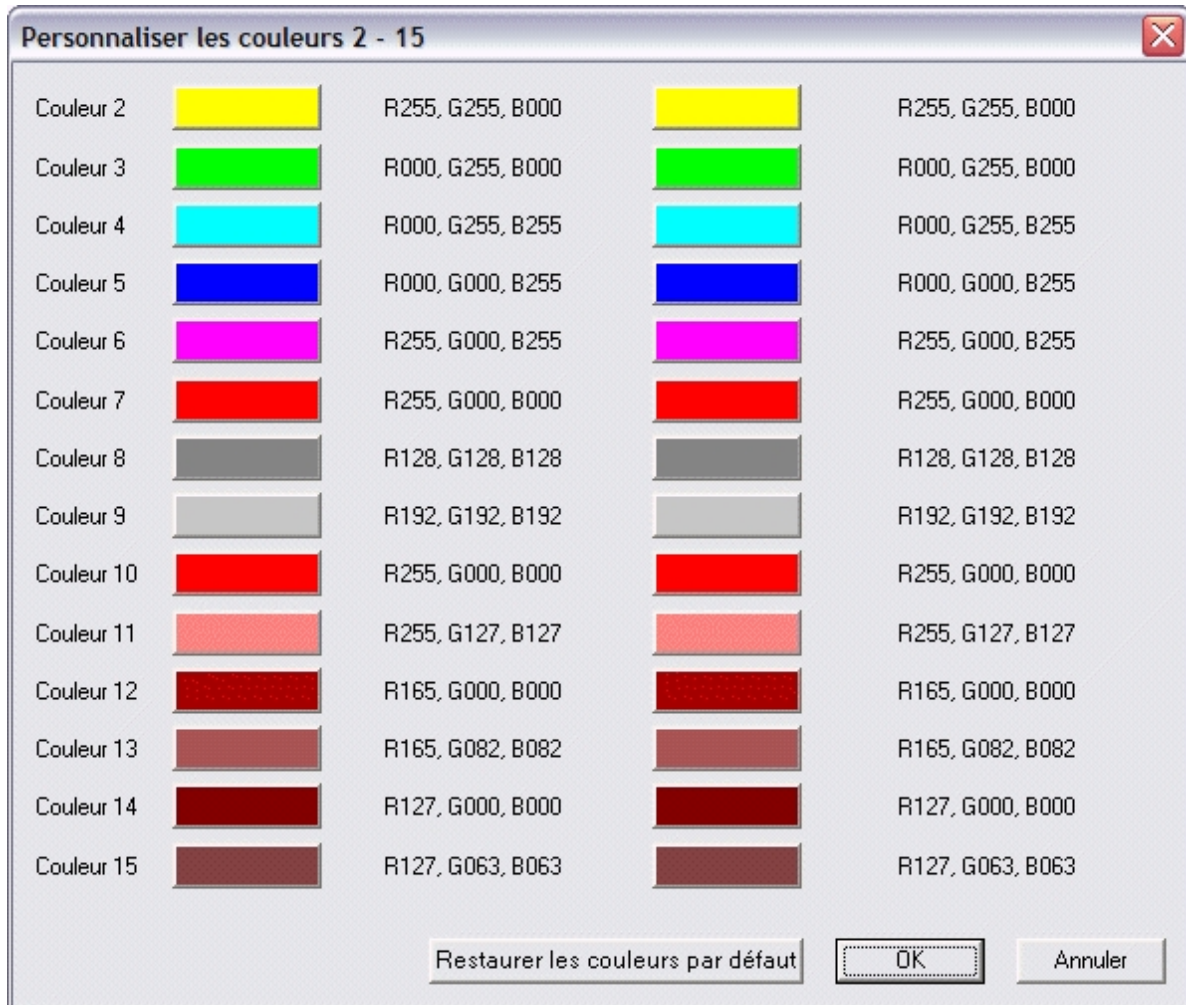 Personnaliser les couleurs 2 - 15
Couleur 2 R255, G255, B000 R255, G255, B000
Couleur 3 R000, G255, B000 R000, G255, B000
Couleur 4 R000, G255, B255 R000, G255, B255
Couleur 5 R000, G000, B255 R000, G000, B255
Couleur 6 R255, G000, B255 R255, G000, B255
Couleur 7 R255, G000, B000 R255, G000, B000
Couleur 8 R128, G128, B128 R128, G128, B128
Couleur 9 R192, G192, B192 R192, G192, B192
Couleur 10 R255, G000, B000 R255, G000, B000
Couleur 11 R255, G127, B127 R255, G127, B127
Couleur 12 R165, G000, B000 R165, G000, B000
Couleur 13 R165, G082, B082 R165, G082, B082
Couleur 14 R127, G000, B000 R127, G000, B000
Couleur 15 R127, G063, B063 R127, G063, B063
Restaurer les couleurs par défaut OK Annuler